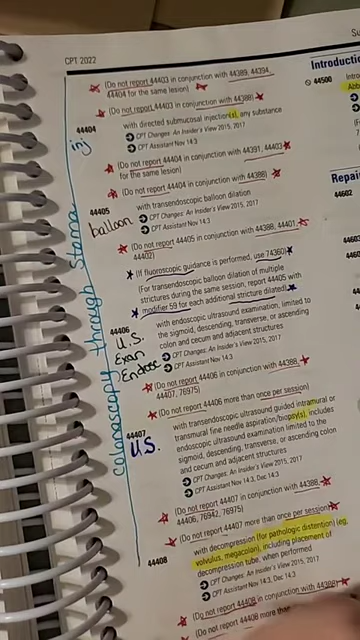 CPT 2022
(Do not report 44403 in conjunction with 44388, 44394,
44404 for the same lesion)
(Do not report 44403 in conjunction with 44388)
44404 with directed submucosal injection(s), any substance
CPT Changes: An Insider's View 2015, 2017
CPT Assistant Nov 14:3
(Do not report 44404 in conjunction with 44391, 44403
for the same lesion)
(Do not report 44404 in conjunction with 44388)
44405 with transendoscopic balloon dilation
balloon
CPT Changes: An Insider's View 2015, 2017
CPT Assistant Nov 14:3
(Do not report 44405 in conjunction with 44388, 44401,
44402)
(If fluoroscopic guidance is performed, use 74360)
(For transendoscopic balloon dilation of multiple
strictures during the same session, report 44405 with
modifier 59 for each additional stricture dilated)
44406 with endoscopic ultrasound examination, limited to
the sigmoid, descending, transverse, or ascending
colon and cecum and adjacent structures
U.S.
Exam
Endosc
CPT Changes: An Insider's View 2015, 2017
CPT Assistant Nov 14:3
(Do not report 44406 in conjunction with 44388,
44407, 76975)
(Do not report 44406 more than once per session)
44407 with transendoscopic ultrasound guided intramural or
transmural fine needle aspiration/biopsy(s), includes
endoscopic ultrasound examination limited to the
sigmoid, descending, transverse, or ascending colon
and cecum and adjacent structures
U.S.
CPT Changes: An Insider's View 2015, 2017
CPT Assistant Nov 14:3, Dec 14:3
(Do not report 44407 in conjunction with 44388,
44406, 76942, 76975)
(Do not report 44407 more than once per session)
44408 with decompression (for pathologic distention) (eg,
volvulus, megacolon), including placement of
decompression tube, when performed
CPT Changes: An Insider's View 2015, 2017
CPT Assistant Nov 14:3, Dec 14:3
(Do not report 44408 in conjunction with 44388)
(Do not report 44408 more than
Colonoscopy through Stoma
Introductio
44500
Repai
44602